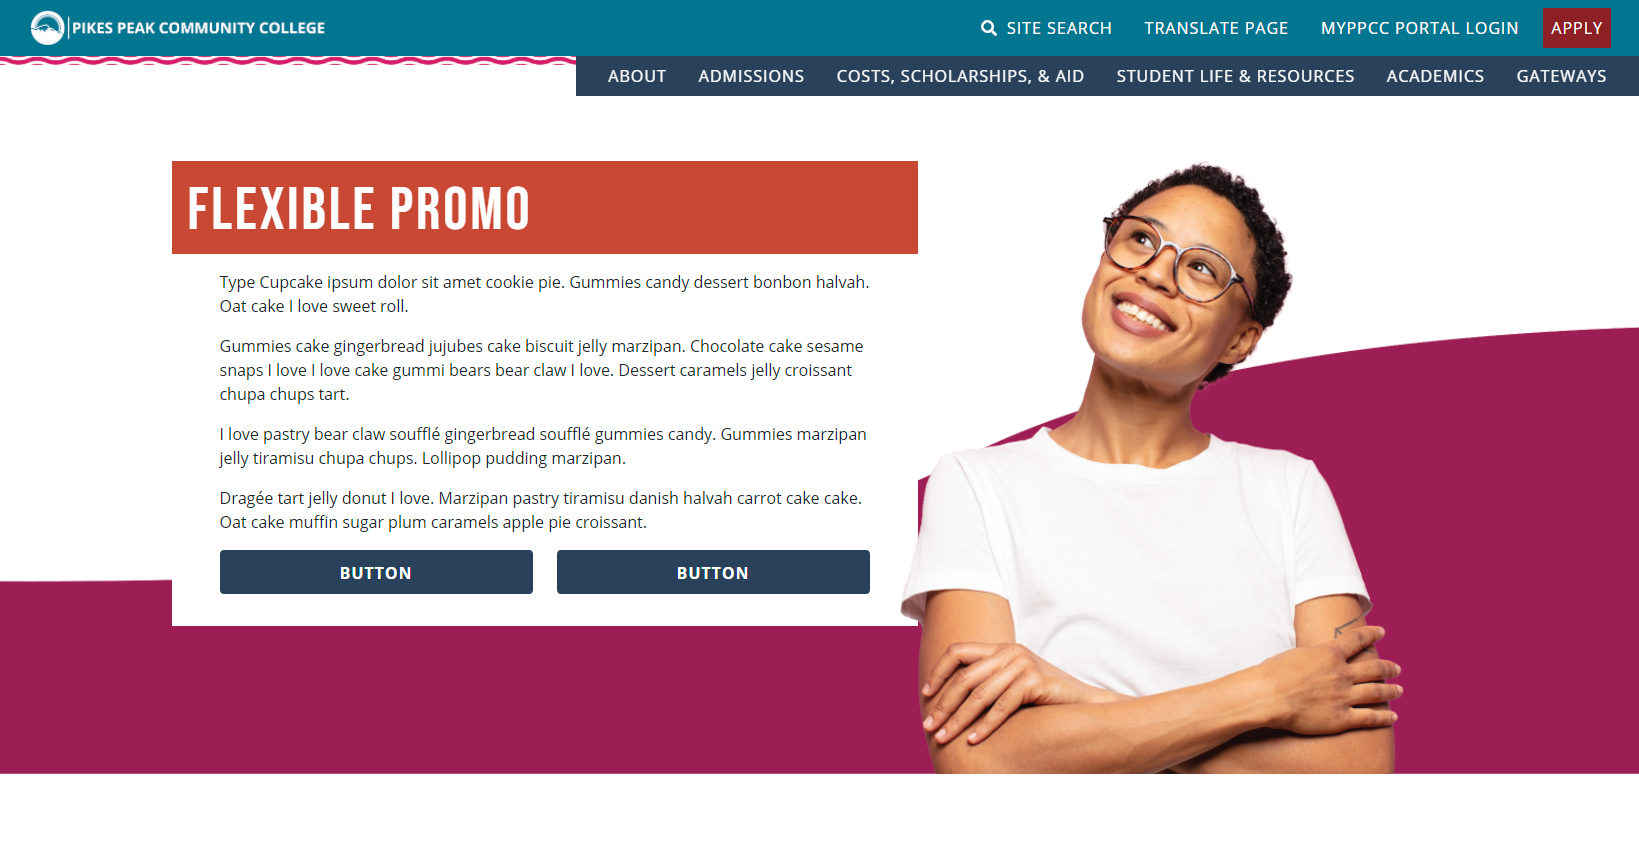 PIKES PEAK COMMUNITY COLLEGE
SITE SEARCH
TRANSLATE PAGE
MYPPCC PORTAL LOGIN
APPLY
ABOUT
ADMISSIONS
COSTS, SCHOLARSHIPS, & AID
STUDENT LIFE & RESOURCES
ACADEMICS
GATEWAYS
FLEXIBLE PROMO
Type Cupcake ipsum dolor sit amet cookie pie. Gummies candy dessert bonbon halvah.
Oat cake I love sweet roll.
Gummies cake gingerbread jujubes cake biscuit jelly marzipan. Chocolate cake sesame
snaps I love I love cake gummi bears bear claw I love. Dessert caramels jelly croissant
chupa chups tart.
I love pastry bear claw soufflé gingerbread soufflé gummies candy. Gummies marzipan
jelly tiramisu chupa chups. Lollipop pudding marzipan.
Dragée tart jelly donut I love. Marzipan pastry tiramisu danish halvah carrot cake cake.
Oat cake muffin sugar plum caramels apple pie croissant.
BUTTON
BUTTON